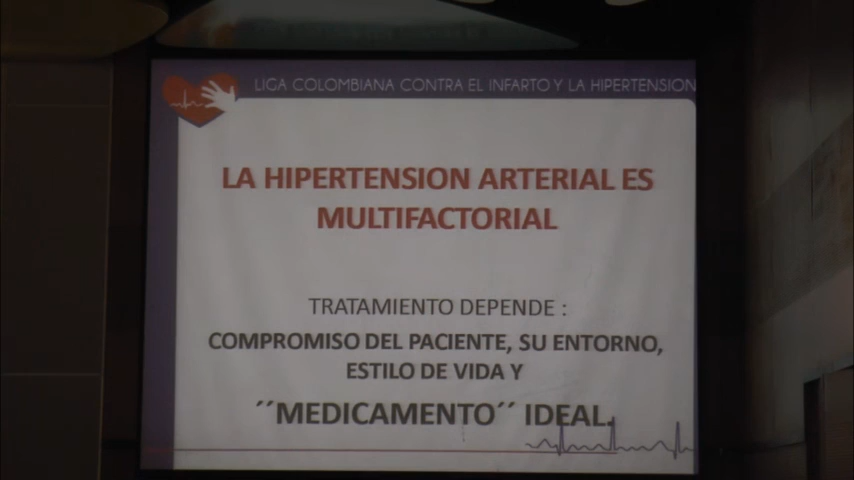 LIGA COLOMBIANA CONTRA EL INFARTO Y LA HIPERTENSION
LA HIPERTENSION ARTERIAL ES
MULTIFACTORIAL
TRATAMIENTO DEPENDE :
COMPROMISO DEL PACIENTE, SU ENTORNO,
ESTILO DE VIDA Y
´´MEDICAMENTO´´ IDEAL.